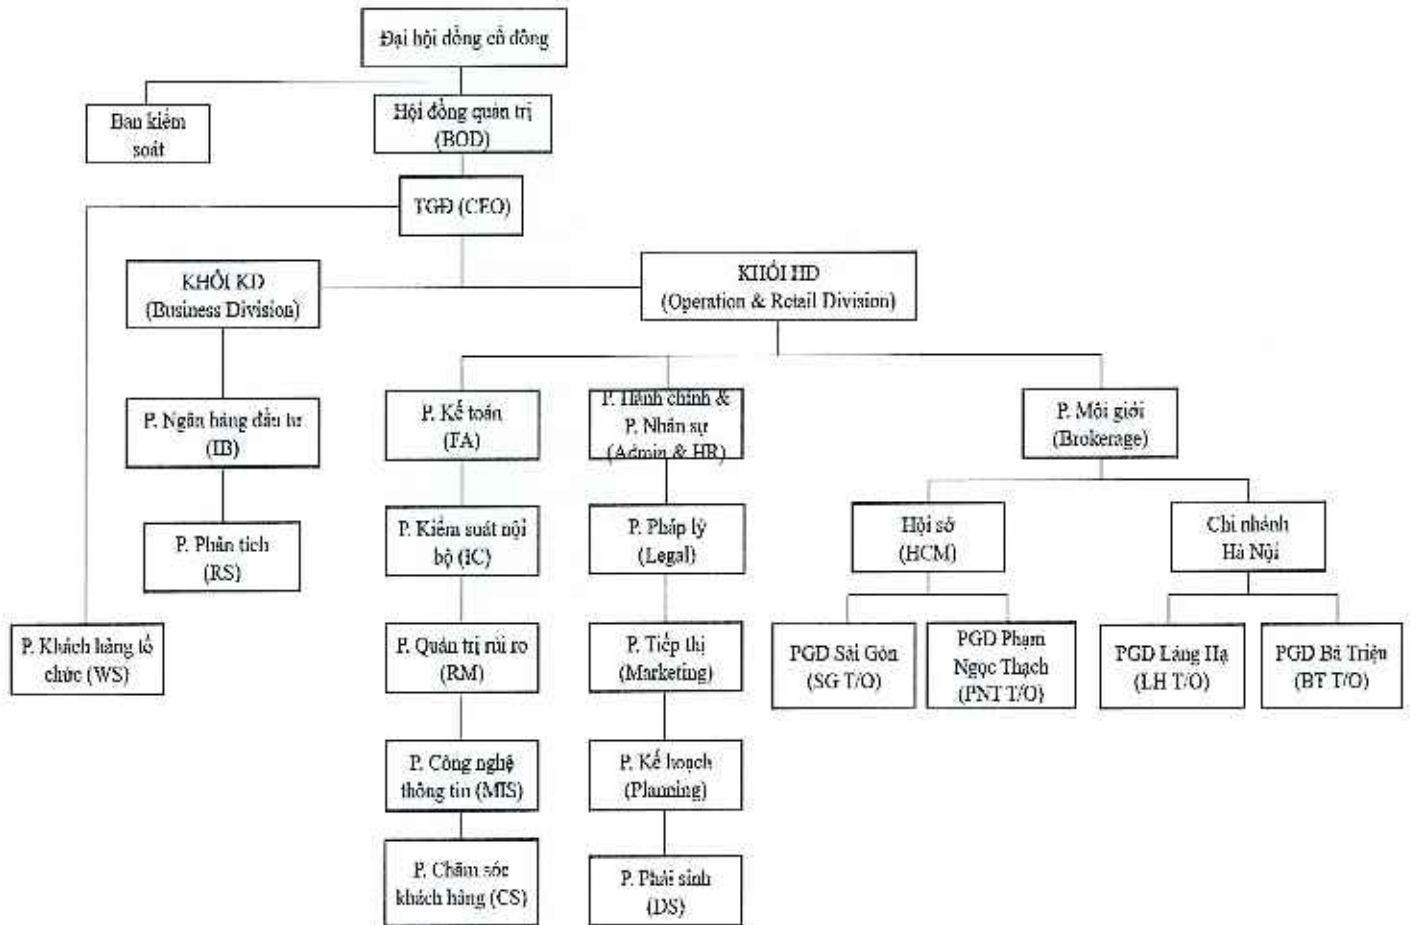 Đại hội đồng cổ đông
Ban kiểm
soát
Hội đồng quản trị
(BOD)
TGĐ (CEO)
KHỐI KD
(Business Division)
KHỐI HD
(Operation & Retail Division)
P. Ngân hàng đầu tư
(IB)
P. Phân tích
(RS)
P. Khách hàng tổ
chức (WS)
P. Kế toán
(FA)
P. Kiểm soát nội
bộ (IC)
P. Quản trị rủi ro
(RM)
P. Công nghệ
thông tin (MIS)
P. Chăm sóc
khách hàng (CS)
P. Hành chính &
P. Nhân sự
(Admin & HR)
P. Pháp lý
(Legal)
P. Tiếp thị
(Marketing)
P. Kế hoạch
(Planning)
P. Phái sinh
(DS)
P. Môi giới
(Brokerage)
Hội sở
(HCM)
Chi nhánh
Hà Nội
PGD Sài Gòn
(SG T/O)
PGD Phạm
Ngọc Thạch
(PNT T/O)
PGD Láng Hạ
(LH T/O)
PGD Bà Triệu
(BT T/O)